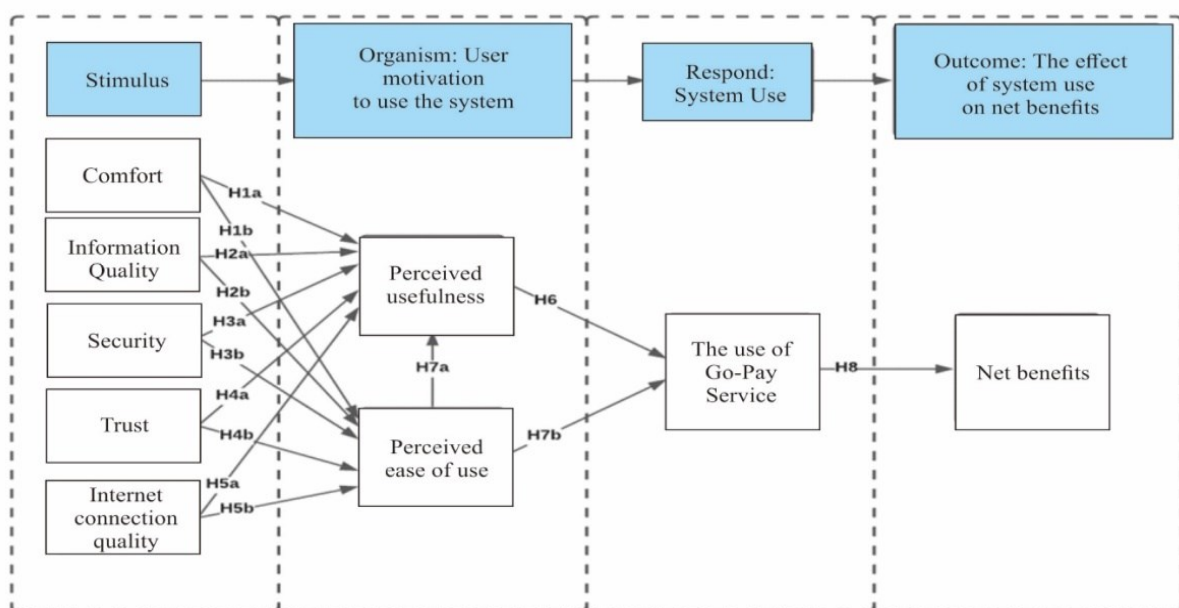 Stimulus
Organism: User
motivation
to use the system
Respond:
System Use
Outcome: The effect
of system use
on net benefits
Comfort
Information
Quality
Security
Trust
Internet
connection
quality
H1a
H1b
H2a
H2b
H3a
H3b
H4a
H4b
H5a
H5b
Perceived
usefulness
H7a
Perceived
ease of use
H6
H7b
The use of
Go-Pay
Service
H8
Net benefits